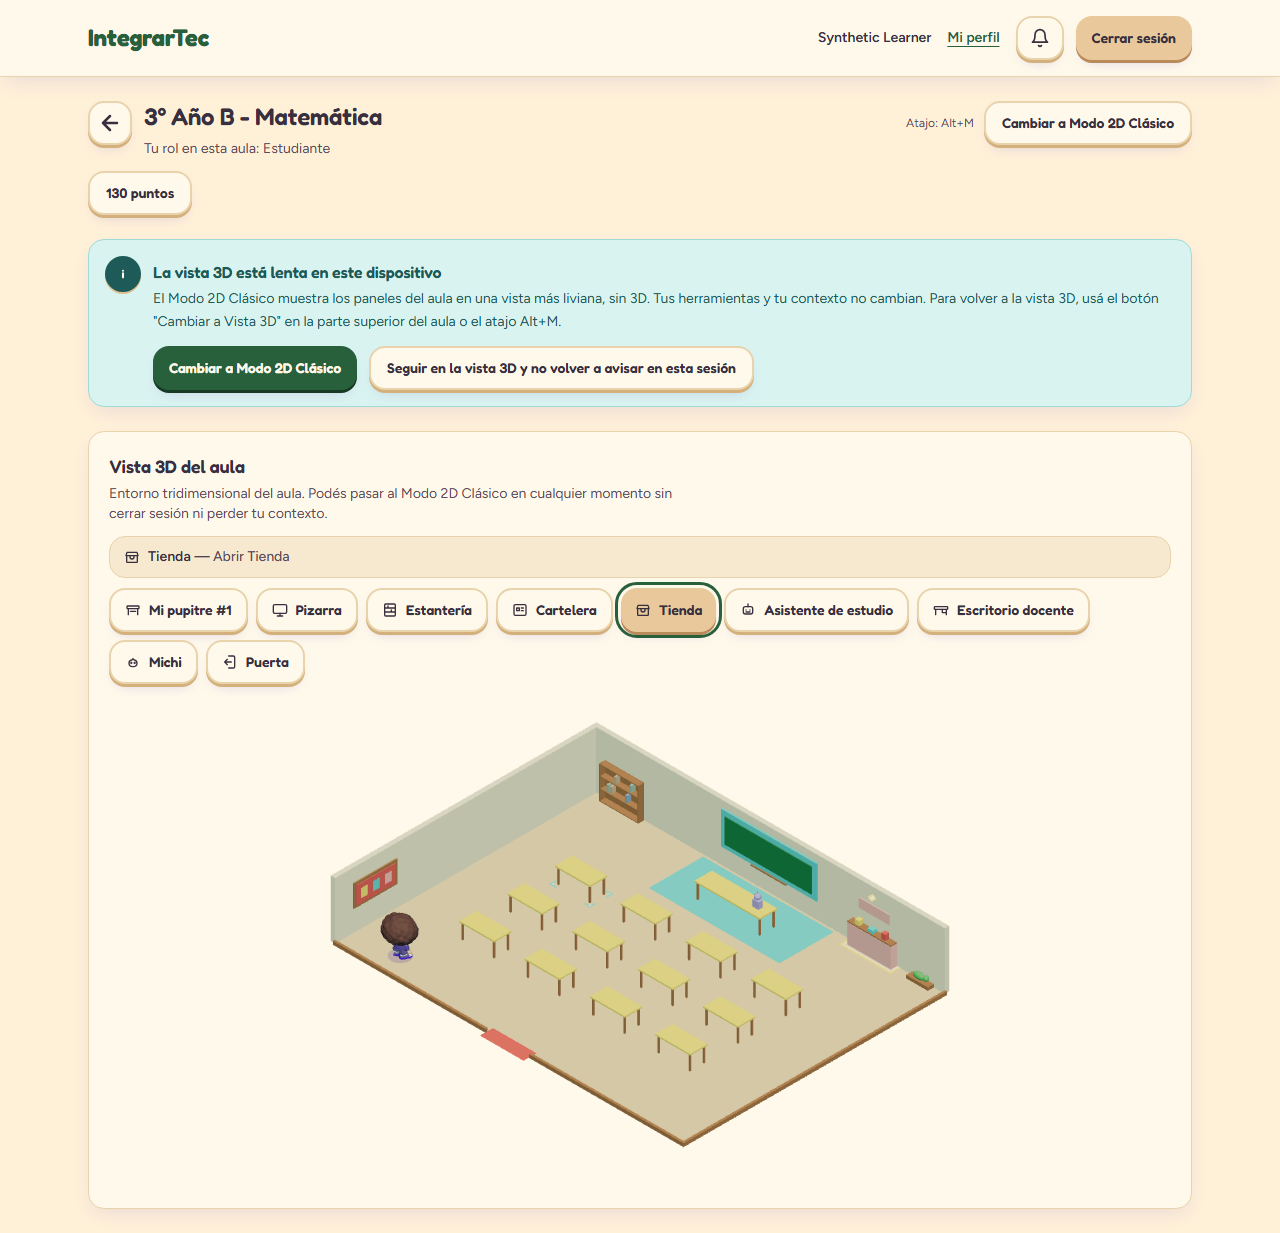 IntegrarTec
Synthetic Learner
Mi perfil
Cerrar sesión
3° Año B - Matemática
Tu rol en esta aula: Estudiante
Atajo: Alt+M
Cambiar a Modo 2D Clásico
130 puntos
La vista 3D está lenta en este dispositivo
El Modo 2D Clásico muestra los paneles del aula en una vista más liviana, sin 3D. Tus herramientas y tu contexto no cambian. Para volver a la vista 3D, usá el botón
"Cambiar a Vista 3D" en la parte superior del aula o el atajo Alt+M.
Cambiar a Modo 2D Clásico
Seguir en la vista 3D y no volver a avisar en esta sesión
Vista 3D del aula
Entorno tridimensional del aula. Podés pasar al Modo 2D Clásico en cualquier momento sin
cerrar sesión ni perder tu contexto.
Tienda — Abrir Tienda
Mi pupitre #1
Pizarra
Estantería
Cartelera
Tienda
Asistente de estudio
Escritorio docente
Michi
Puerta